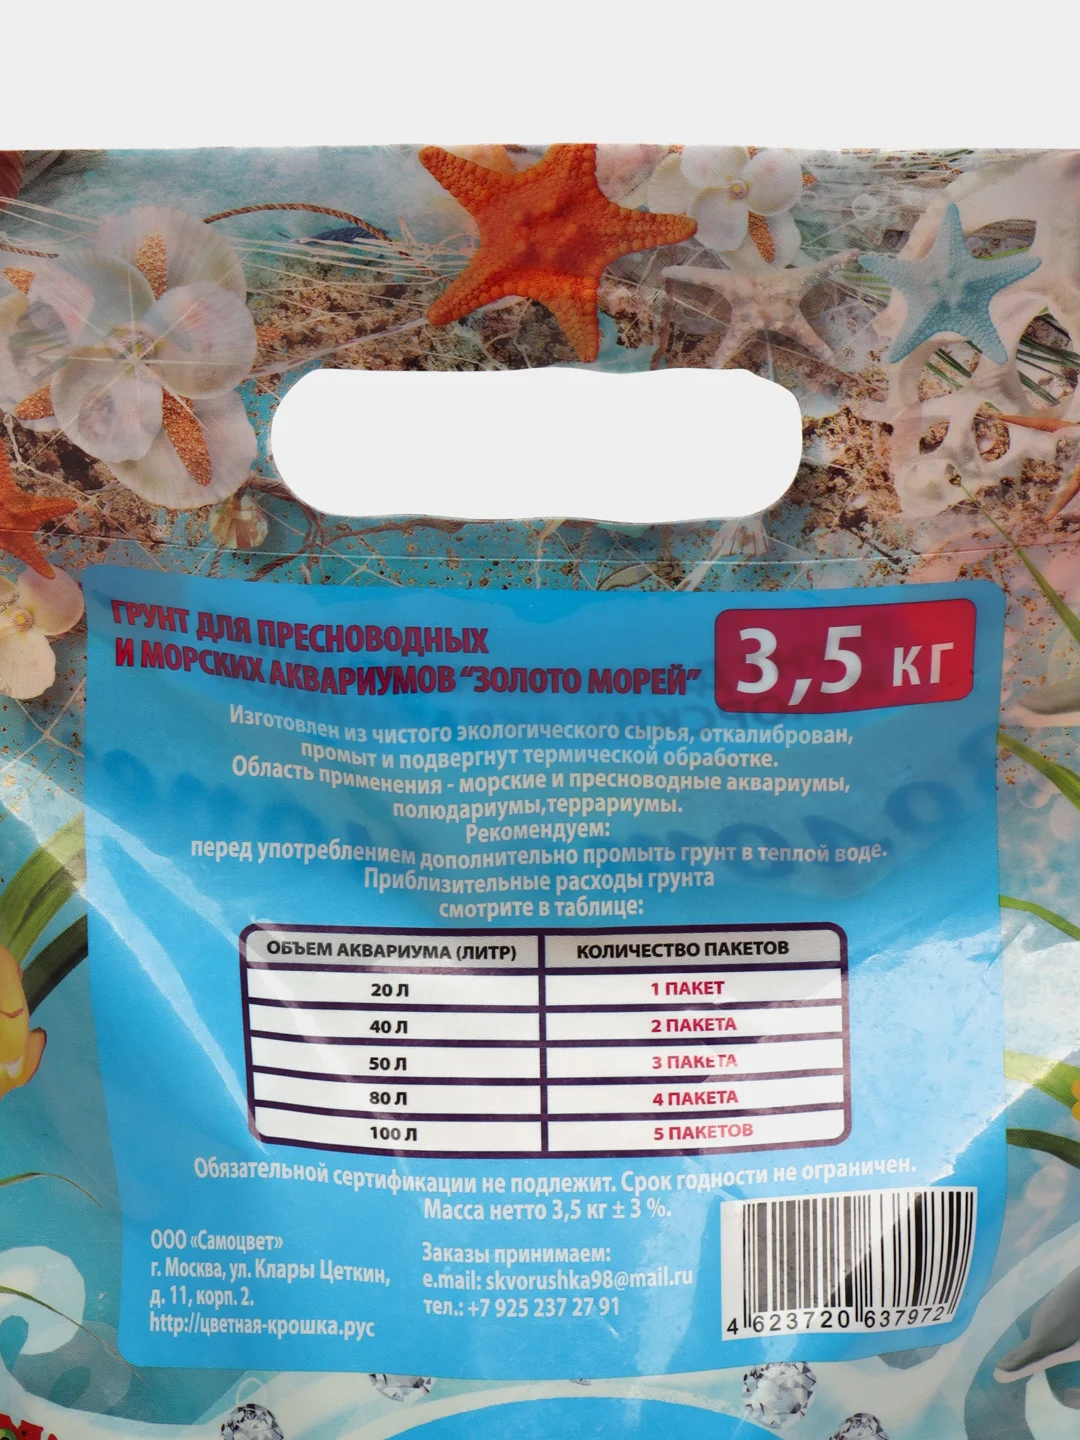 ГРУНТ ДЛЯ ПРЕСНОВОДНЫХ
И МОРСКИХ АКВАРИУМОВ “ЗОЛОТО МОРЕЙ”
3,5 кг
Изготовлен из чистого экологического сырья, откалиброван,
промыт и подвергнут термической обработке.
Область применения - морские и пресноводные аквариумы,
полюдариумы,террариумы.
Рекомендуем:
перед употреблением дополнительно промыть грунт в теплой воде.
Приблизительные расходы грунта
смотрите в таблице:
ОБЪЕМ АКВАРИУМА (ЛИТР) КОЛИЧЕСТВО ПАКЕТОВ
20 Л 1 ПАКЕТ
40 Л 2 ПАКЕТА
50 Л 3 ПАКЕТА
80 Л 4 ПАКЕТА
100 Л 5 ПАКЕТОВ
Обязательной сертификации не подлежит. Срок годности не ограничен.
Масса нетто 3,5 кг ± 3 %.
ООО «Самоцвет»
г. Москва, ул. Клары Цеткин,
д. 11, корп. 2.
http://цветная-крошка.рус
Заказы принимаем:
e.mail: skvorushka98@mail.ru
тел.: +7 925 237 27 91
4 623720 637972